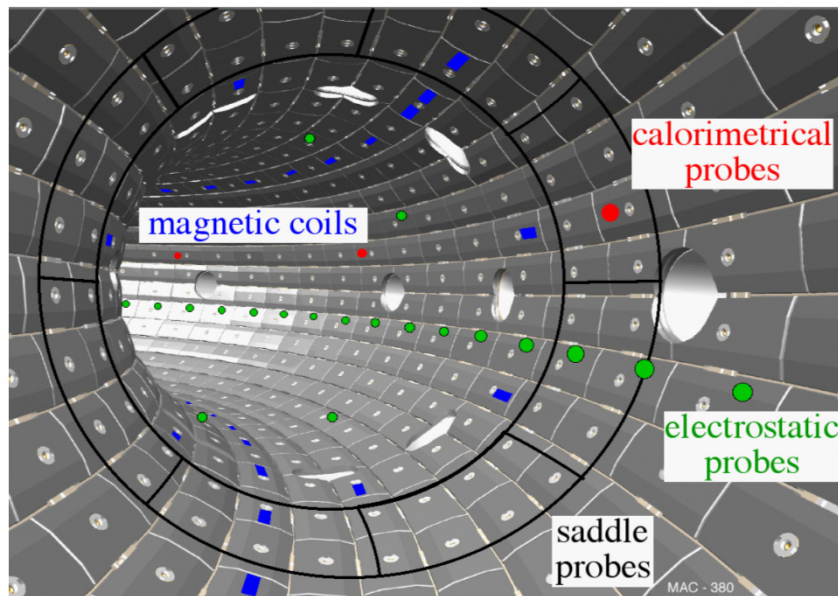 calorimetrical
probes
magnetic coils
electrostatic
probes
saddle
probes
MAC - 380